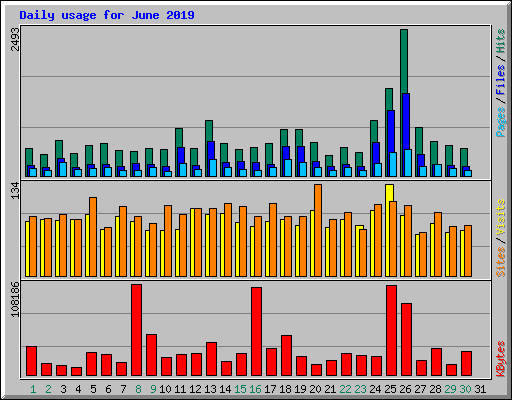 Daily usage for June 2019
2493
Pages / Files / Hits
134
Sites / Visits
108186
KBytes
1 2 3 4 5 6 7 8 9 10 11 12 13 14 15 16 17 18 19 20 21 22 23 24 25 26 27 28 29 30 31